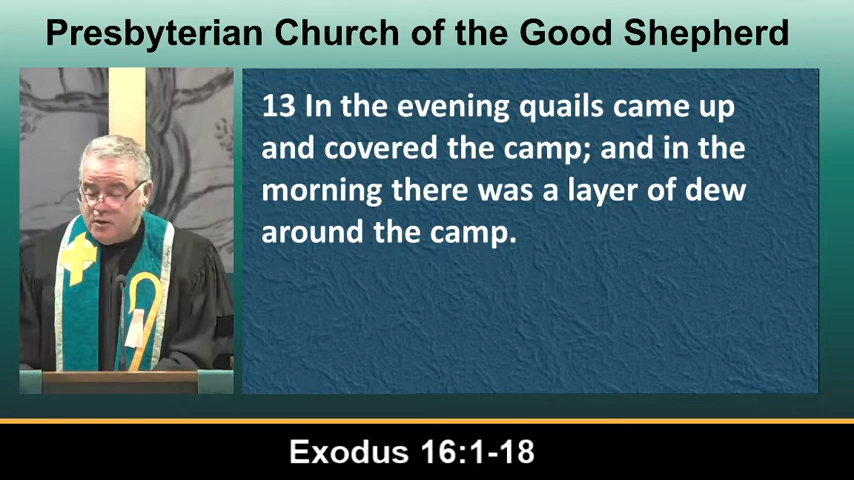 Presbyterian Church of the Good Shepherd
13 In the evening quails came up
and covered the camp; and in the
morning there was a layer of dew
around the camp.
Exodus 16:1-18